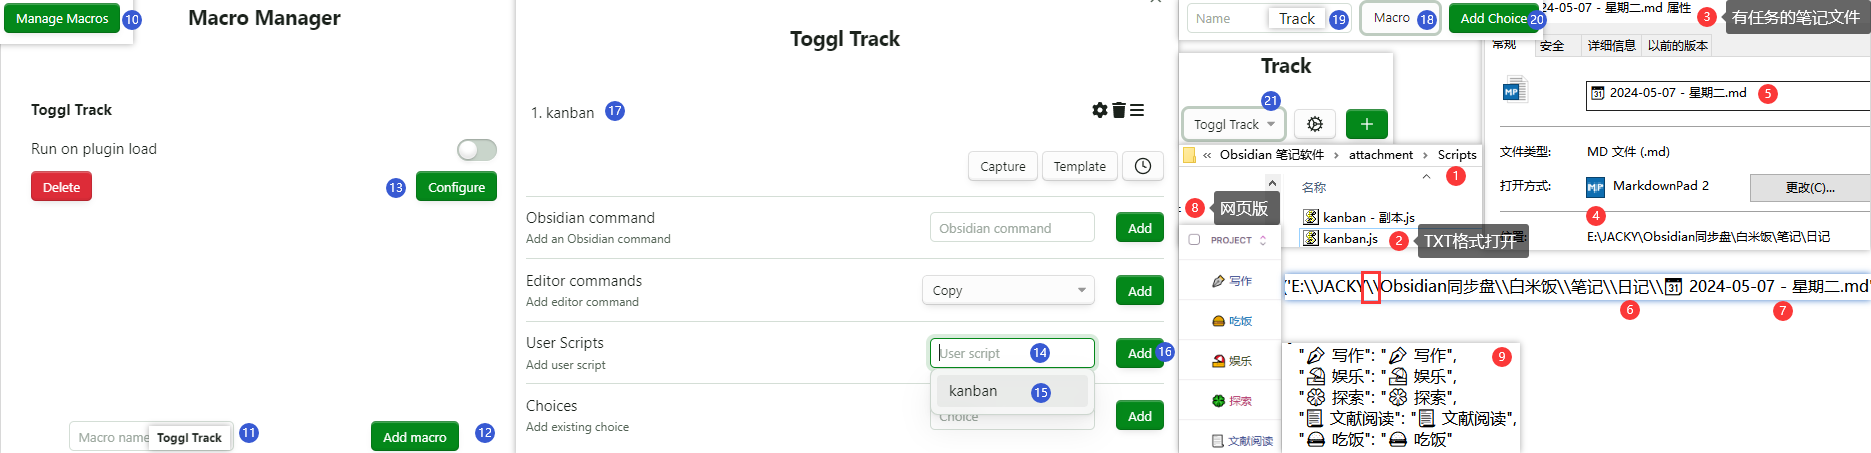 Manage Macros
10
Macro Manager
Toggl Track
Run on plugin load
Delete
13
Configure
Macro name
Toggl Track
11
Add macro
12
Toggl Track
1. kanban
17
Capture
Template
Obsidian command
Add an Obsidian command
Obsidian command
Add
Editor commands
Add editor command
Copy
Add
User Scripts
Add user script
User script
14
Add
16
kanban
15
Choices
Add existing choice
Choice
Add
Name
Track
19
Macro
18
Add Choice
20
Track
21
Toggl Track
« Obsidian 笔记软件 › attachment › Scripts
1
名称
kanban - 副本.js
kanban.js
2
TXT格式打开
8
网页版
PROJECT
写作
吃饭
娱乐
探索
文献阅读
24-05-07 - 星期二.md 属性
3
有任务的笔记文件
常规
安全
详细信息
以前的版本
2024-05-07 - 星期二.md
5
文件类型:
MD 文件 (.md)
打开方式:
MarkdownPad 2
更改(C)...
4
位置:
E:\JACKY\Obsidian同步盘\白米饭\笔记\日记
('E:\\JACKY\\Obsidian同步盘\\白米饭\\笔记\\日记\\📅 2024-05-07 - 星期二.md'
6
7
9
"🖋 写作": "🖋 写作",
"🏖 娱乐": "🏖 娱乐",
"🍀 探索": "🍀 探索",
"📃 文献阅读": "📃 文献阅读",
"🍔 吃饭": "🍔 吃饭"